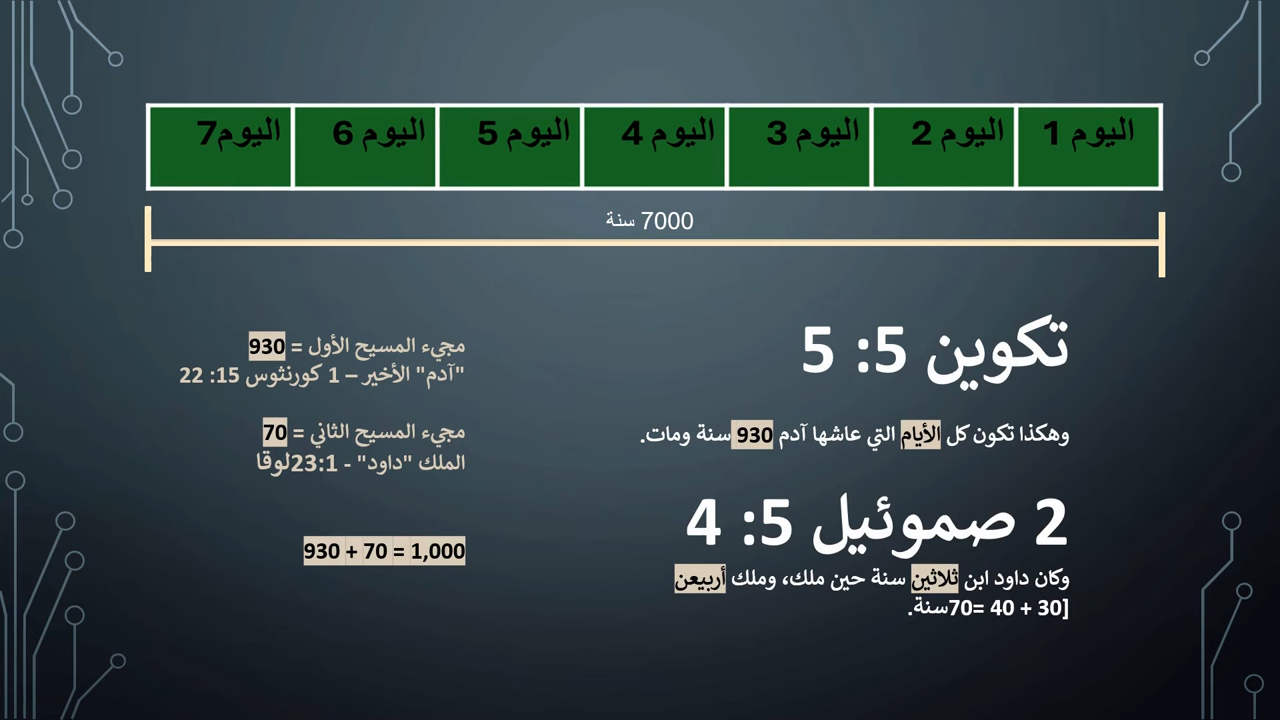 اليوم 1
اليوم 2
اليوم 3
اليوم 4
اليوم 5
اليوم 6
اليوم7
7000 سنة
تكوين 5: 5
وهكذا تكون كل الأيام التي عاشها آدم 930 سنة ومات.
2 صموئيل 5: 4
وكان داود ابن ثلاثين سنة حين ملك، وملك أربيعن
[30 + 40 =70سنة.
مجيء المسيح الأول = 930
"آدم" الأخير – 1 كورنثوس 15: 22
مجيء المسيح الثاني = 70
الملك "داود" - 23:1لوقا
930 + 70 = 1,000